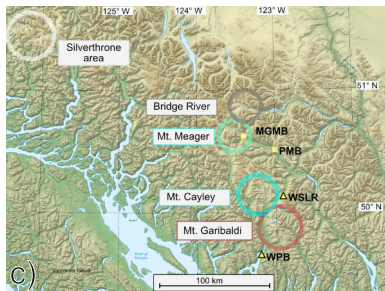 125° W
124° W
123° W
Silverthrone
area
51° N
Bridge River
MGMB
Mt. Meager
PMB
Mt. Cayley
WSLR
50° N
Mt. Garibaldi
WPB
c)
100 km